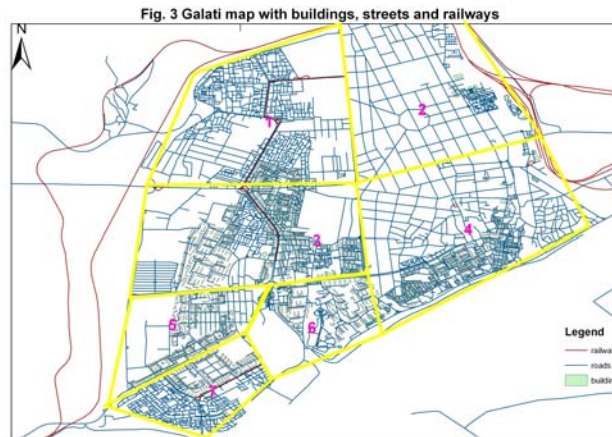 Fig. 3 Galati map with buildings, streets and railways
N
1
2
3
4
5
6
7
Legend
railwa
roads
buildin